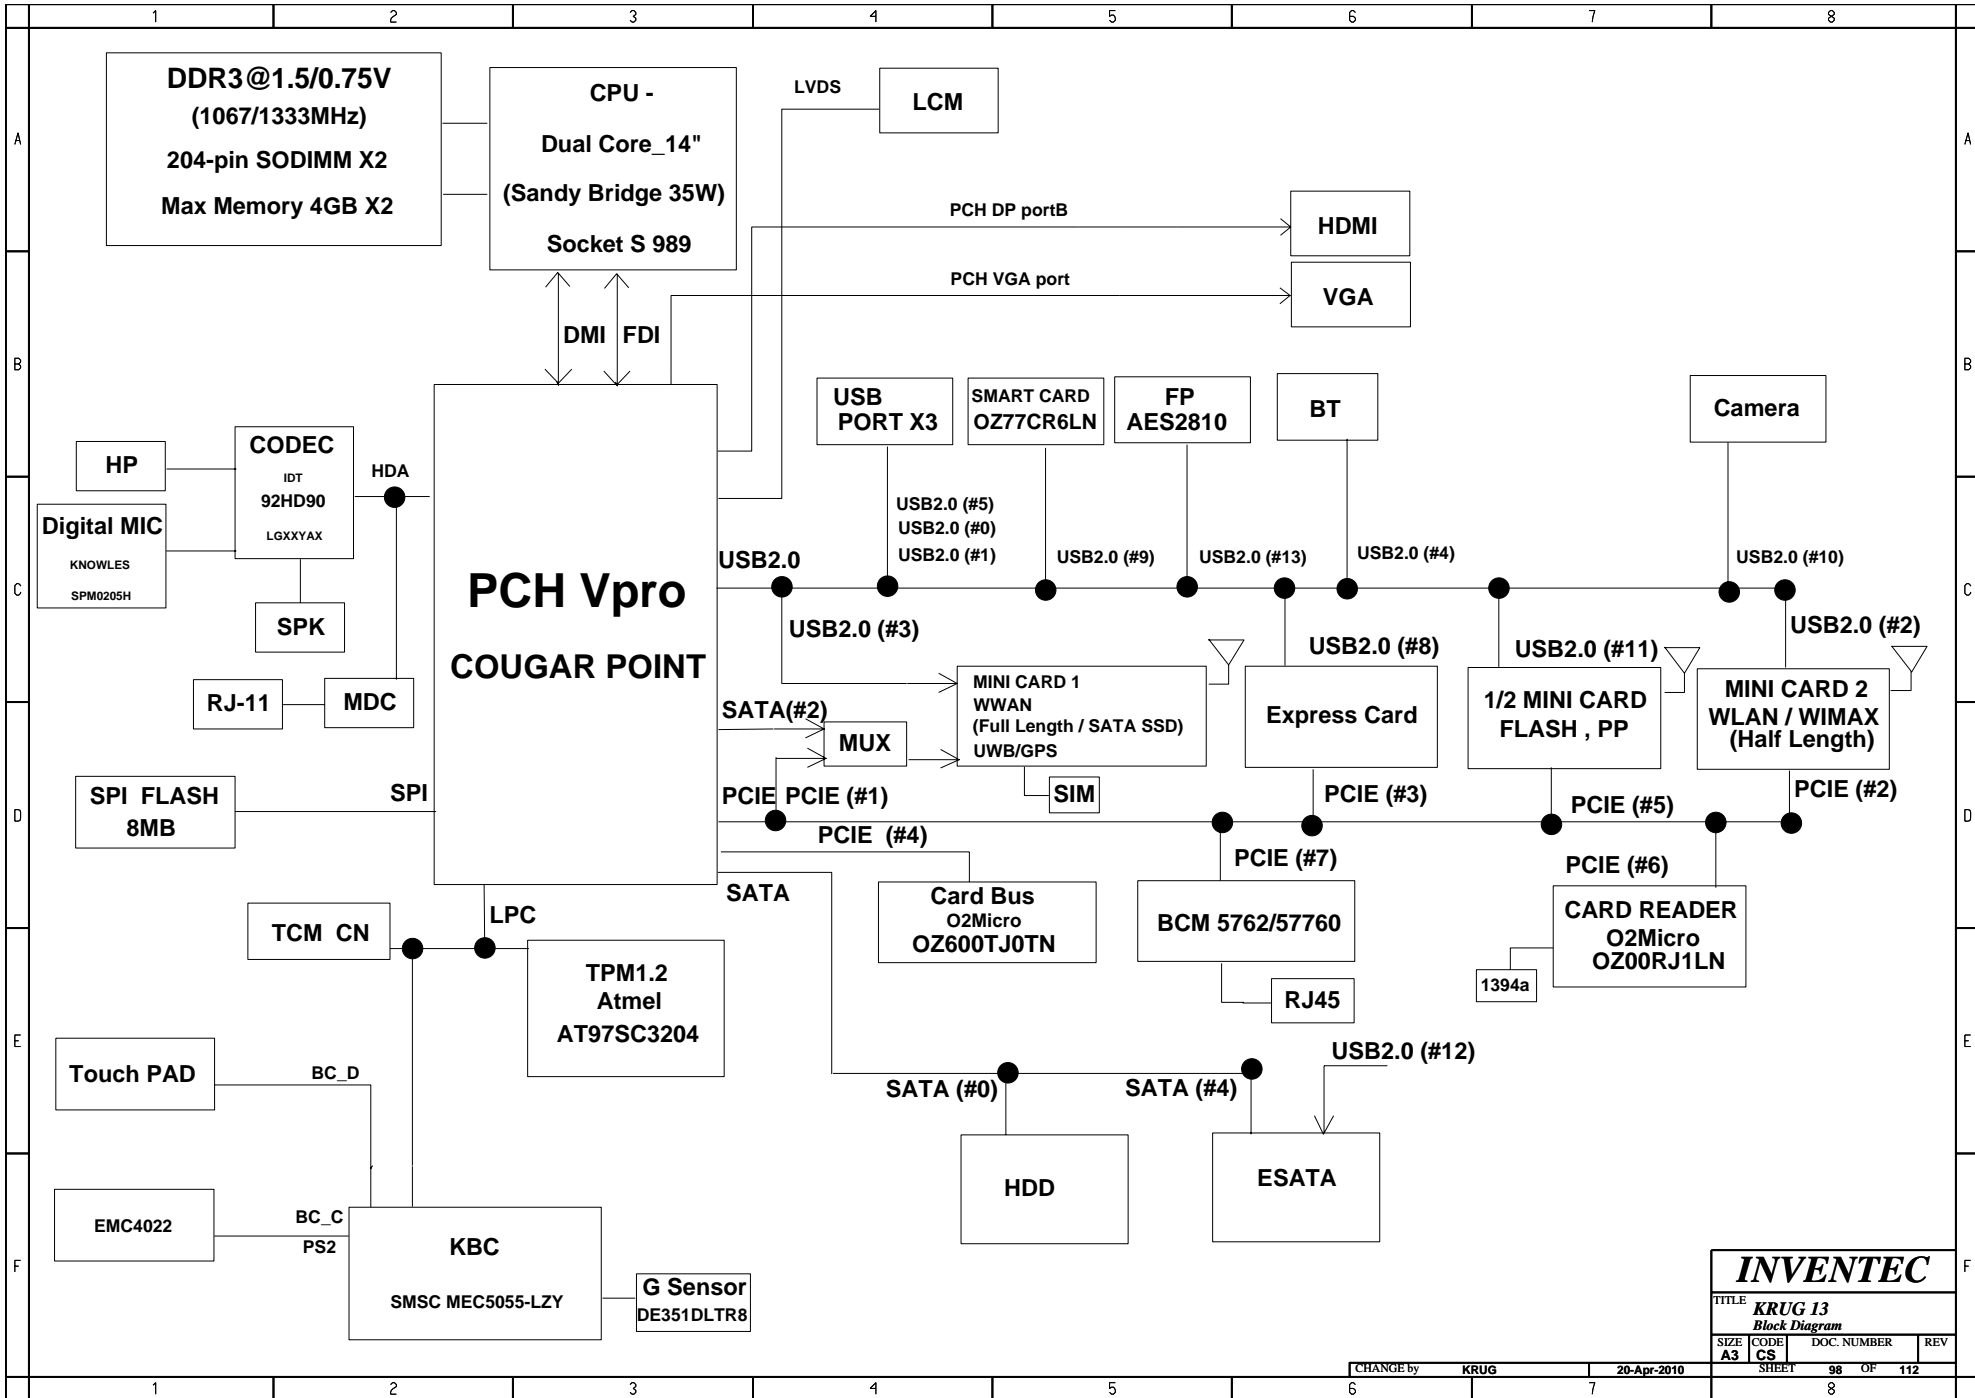 1 2 3 4 5 6 7 8
A
B
C
D
E
F
DDR3@1.5/0.75V
(1067/1333MHz)
204-pin SODIMM X2
Max Memory 4GB X2
CPU -
Dual Core_14"
(Sandy Bridge 35W)
Socket S 989
LVDS
LCM
PCH DP portB
HDMI
PCH VGA port
VGA
DMI FDI
USB
PORT X3
SMART CARD
OZ77CR6LN
FP
AES2810
BT
Camera
HP
CODEC
IDT
92HD90
LGXXYAX
HDA
Digital MIC
KNOWLES
SPM0205H
SPK
RJ-11
MDC
PCH Vpro
COUGAR POINT
USB2.0
USB2.0 (#5)
USB2.0 (#0)
USB2.0 (#1)
USB2.0 (#9)
USB2.0 (#13)
USB2.0 (#4)
USB2.0 (#10)
USB2.0 (#3)
USB2.0 (#8)
USB2.0 (#11)
USB2.0 (#2)
MINI CARD 1
WWAN
(Full Length / SATA SSD)
UWB/GPS
Express Card
1/2 MINI CARD
FLASH , PP
MINI CARD 2
WLAN / WIMAX
(Half Length)
SATA(#2)
MUX
SIM
SPI FLASH
8MB
SPI
PCIE
PCIE (#1)
PCIE (#3)
PCIE (#5)
PCIE (#2)
PCIE (#4)
PCIE (#7)
PCIE (#6)
SATA
Card Bus
O2Micro
OZ600TJ0TN
BCM 5762/57760
CARD READER
O2Micro
OZ00RJ1LN
1394a
RJ45
LPC
TCM CN
TPM1.2
Atmel
AT97SC3204
Touch PAD
BC_D
SATA (#0)
SATA (#4)
USB2.0 (#12)
HDD
ESATA
EMC4022
BC_C
PS2
KBC
SMSC MEC5055-LZY
G Sensor
DE351DLTR8
INVENTEC
TITLE
KRUG 13
Block Diagram
SIZE CODE DOC. NUMBER REV
A3 CS
CHANGE by KRUG 20-Apr-2010 SHEET 98 OF 112
A
B
C
D
E
F
1 2 3 4 5 6 7 8